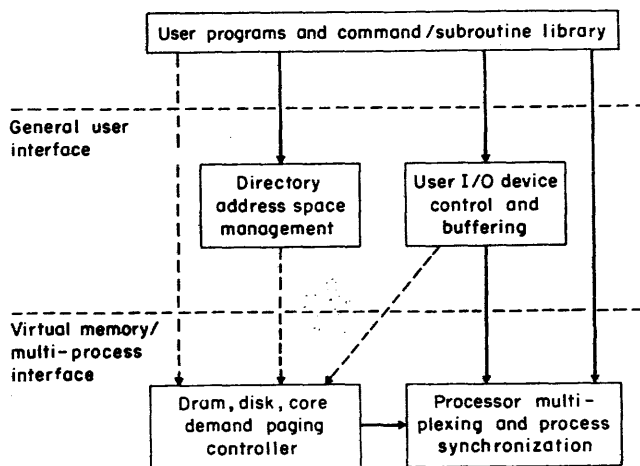 User programs and command/subroutine library
General user
interface
Directory
address space
management
User I/O device
control and
buffering
Virtual memory/
multi-process
interface
Drum, disk, core
demand paging
controller
Processor multi-
plexing and process
synchronization